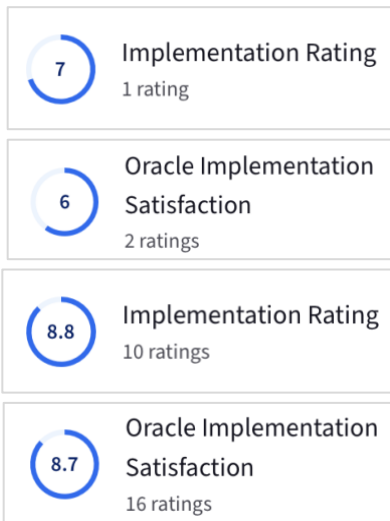 7
Implementation Rating
1 rating
6
Oracle Implementation
Satisfaction
2 ratings
8.8
Implementation Rating
10 ratings
8.7
Oracle Implementation
Satisfaction
16 ratings